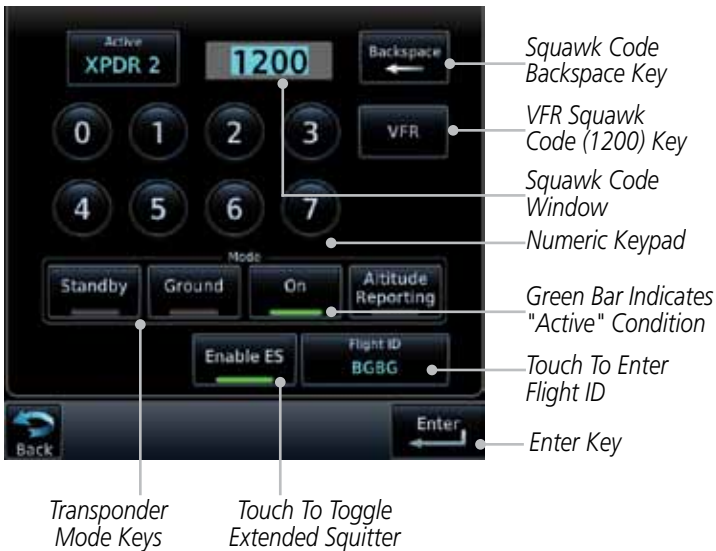 Active
XPDR 2
1200
Backspace
0 1 2 3
VFR
4 5 6 7
Mode
Standby
Ground
On
Altitude
Reporting
Enable ES
Flight ID
BGBG
Back
Enter
Squawk Code
Backspace Key
VFR Squawk
Code (1200) Key
Squawk Code
Window
Numeric Keypad
Green Bar Indicates
"Active" Condition
Touch To Enter
Flight ID
Enter Key
Transponder
Mode Keys
Touch To Toggle
Extended Squitter